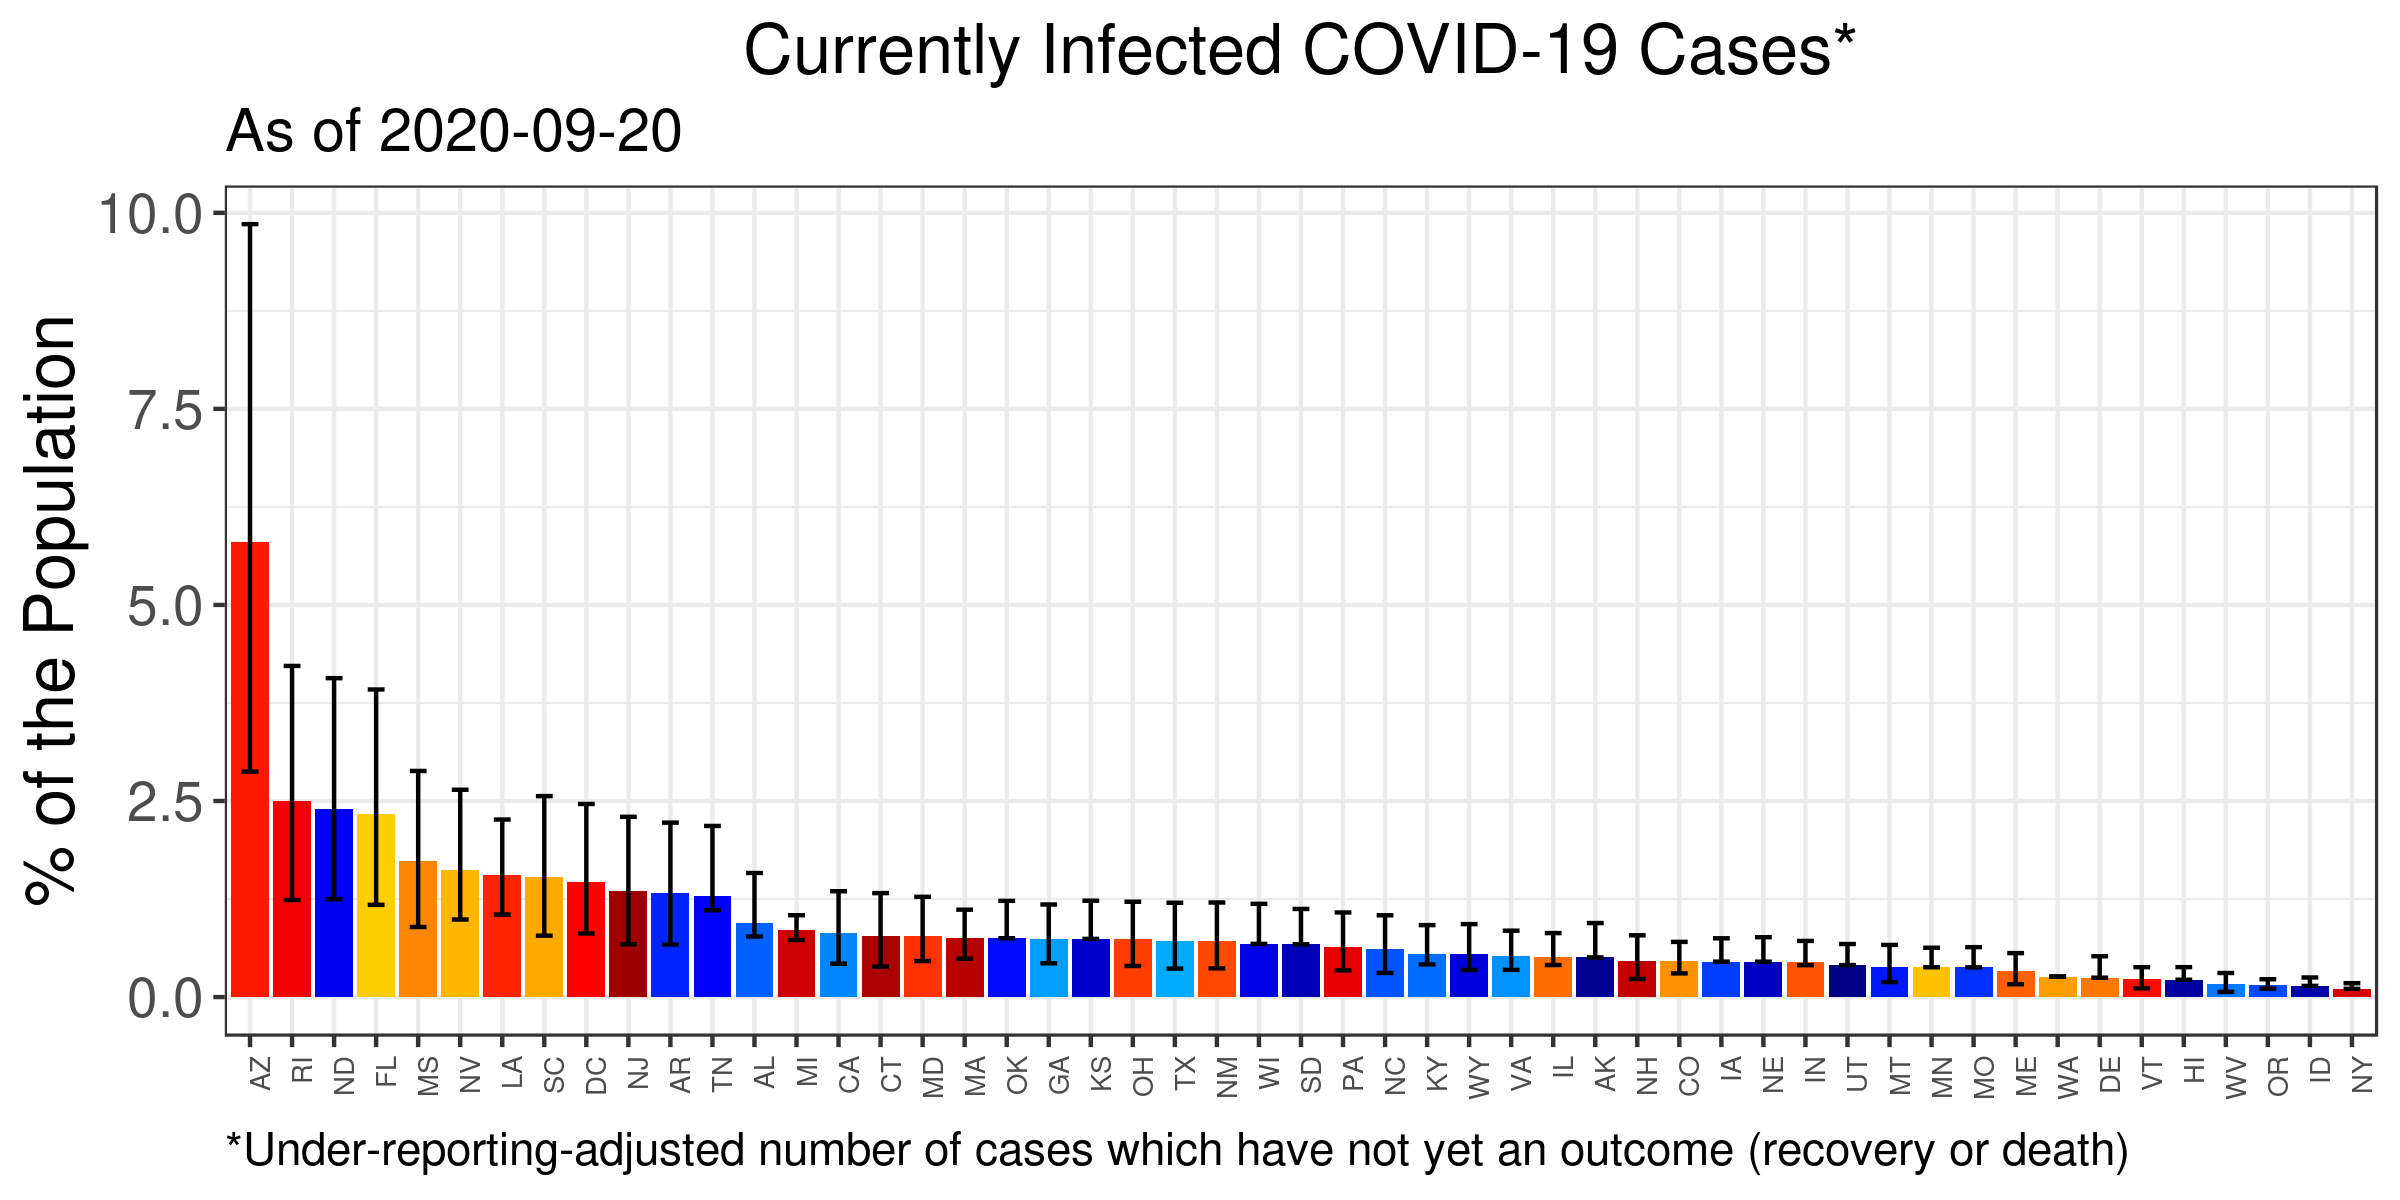 Currently Infected COVID-19 Cases*
As of 2020-09-20
% of the Population
10.0
7.5
5.0
2.5
0.0
AZ RI ND FL MS NV LA SC DC NJ AR TN AL MI CA CT MD MA OK GA KS OH TX NM WI SD PA NC KY WY VA IL AK NH CO IA NE IN UT MT MN MO ME WA DE VT HI WV OR ID NY
*Under-reporting-adjusted number of cases which have not yet an outcome (recovery or death)